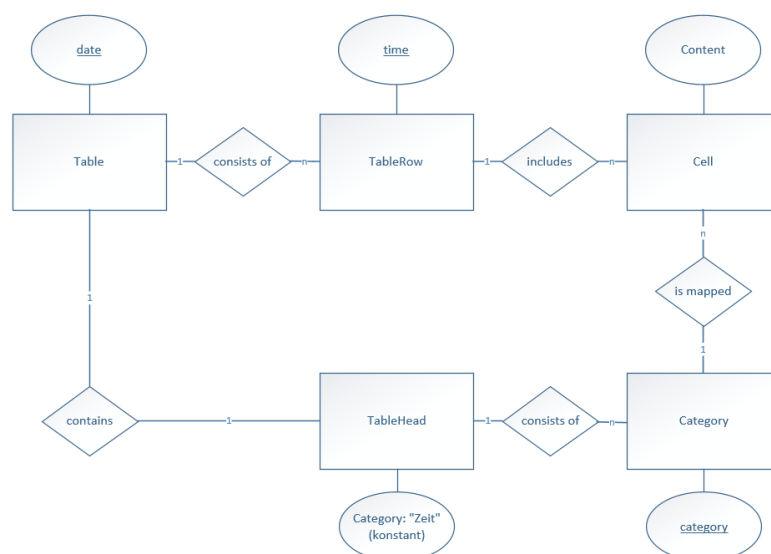 date
time
Content
Table
1
consists of
n
TableRow
1
includes
n
Cell
n
is mapped
1
1
contains
1
TableHead
1
consists of
n
Category
Category: "Zeit"
(konstant)
category